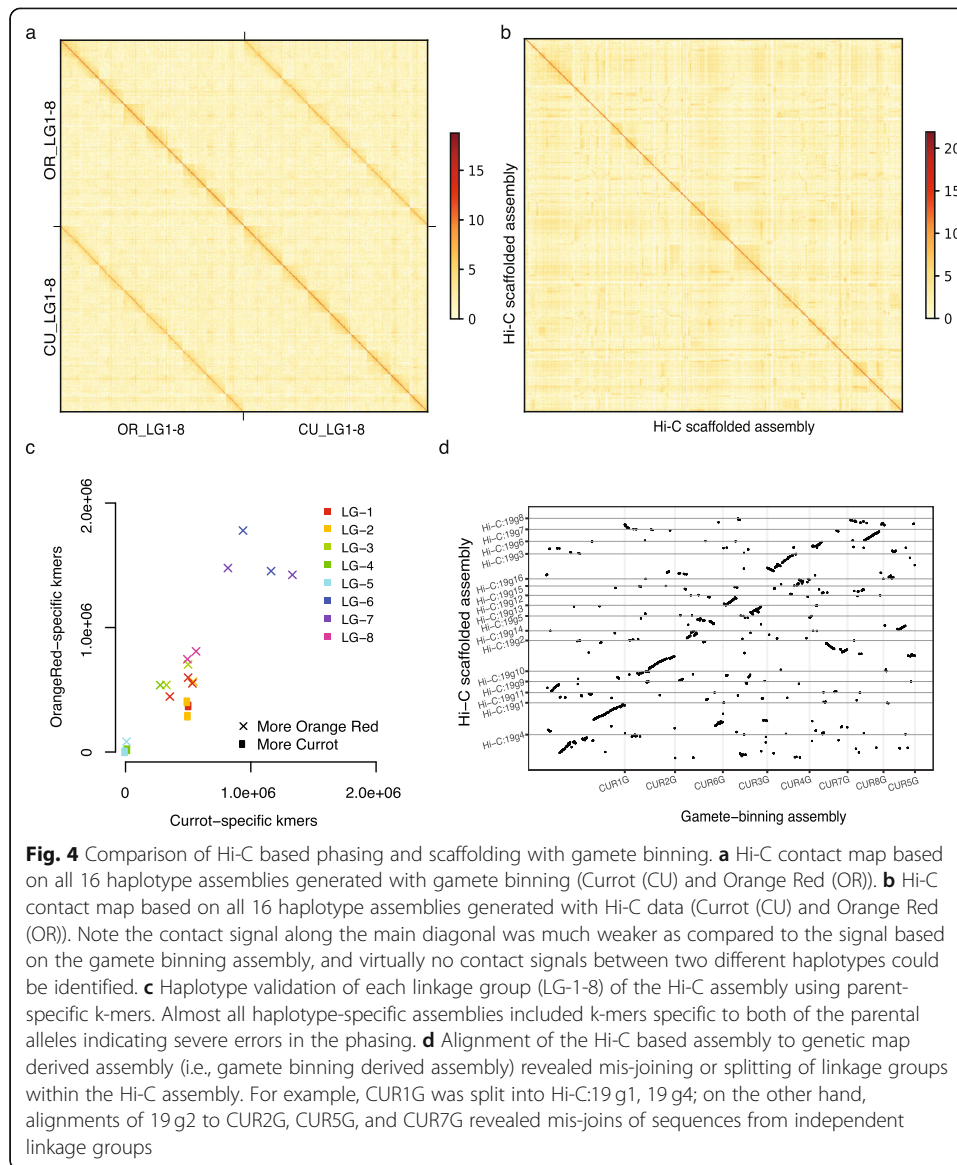 a
OR_LG1-8
CU_LG1-8
OR_LG1-8
CU_LG1-8
15
10
5
0
b
Hi-C scaffolded assembly
Hi-C scaffolded assembly
20
15
10
5
0
c
OrangeRed-specific kmers
2.0e+06
1.0e+06
0
0
1.0e+06
2.0e+06
Currot-specific kmers
LG-1
LG-2
LG-3
LG-4
LG-5
LG-6
LG-7
LG-8
More Orange Red
More Currot
d
Hi-C scaffolded assembly
Hi-C:19g8
Hi-C:19g7
Hi-C:19g6
Hi-C:19g3
Hi-C:19g16
Hi-C:19g15
Hi-C:19g12
Hi-C:19g13
Hi-C:19g5
Hi-C:19g14
Hi-C:19g2
Hi-C:19g10
Hi-C:19g9
Hi-C:19g11
Hi-C:19g1
Hi-C:19g4
CUR1G
CUR2G
CUR6G
CUR3G
CUR4G
CUR7G
CUR8G
CUR5G
Gamete-binning assembly
Fig. 4 Comparison of Hi-C based phasing and scaffolding with gamete binning. a Hi-C contact map based
on all 16 haplotype assemblies generated with gamete binning (Currot (CU) and Orange Red (OR)). b Hi-C
contact map based on all 16 haplotype assemblies generated with Hi-C data (Currot (CU) and Orange Red
(OR)). Note the contact signal along the main diagonal was much weaker as compared to the signal based
on the gamete binning assembly, and virtually no contact signals between two different haplotypes could
be identified. c Haplotype validation of each linkage group (LG-1-8) of the Hi-C assembly using parent-
specific k-mers. Almost all haplotype-specific assemblies included k-mers specific to both of the parental
alleles indicating severe errors in the phasing. d Alignment of the Hi-C based assembly to genetic map
derived assembly (i.e., gamete binning derived assembly) revealed mis-joining or splitting of linkage groups
within the Hi-C assembly. For example, CUR1G was split into Hi-C:19 g1, 19 g4; on the other hand,
alignments of 19 g2 to CUR2G, CUR5G, and CUR7G revealed mis-joins of sequences from independent
linkage groups